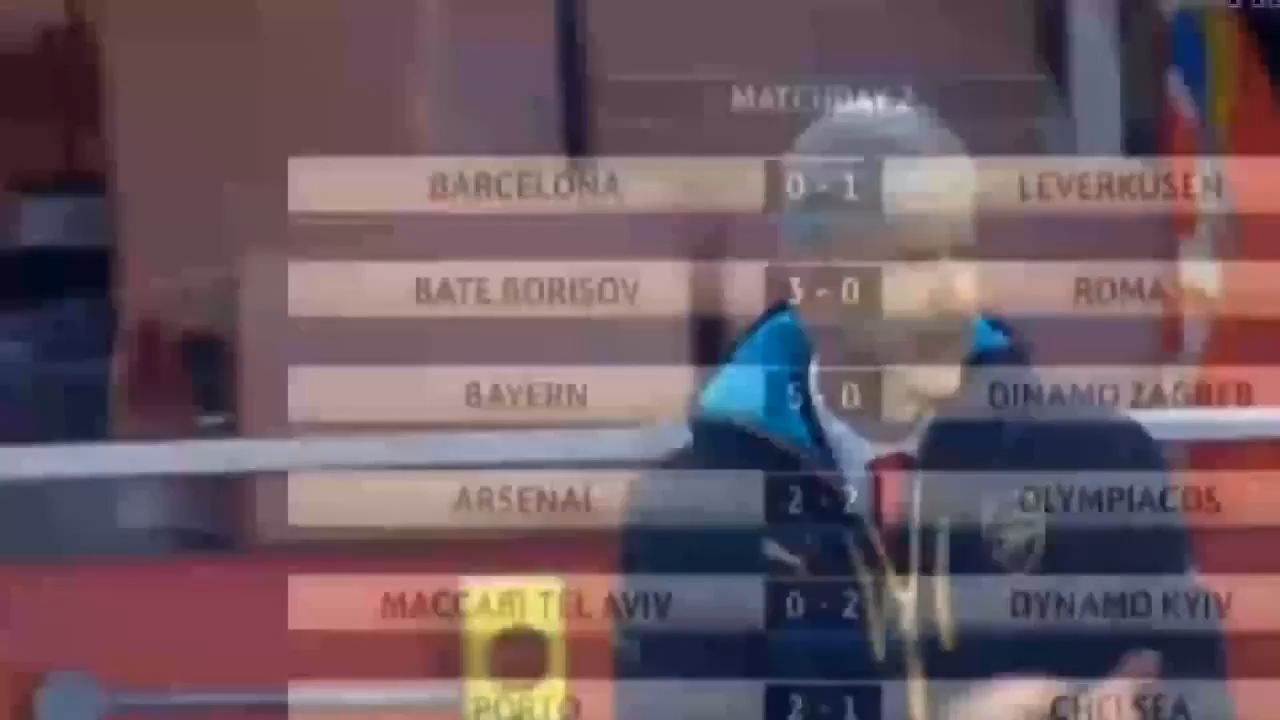 MATCHDAY 2
BARCELONA 0 - 1 LEVERKUSEN
BATE BORISOV 3 - 0 ROMA
BAYERN 5 - 0 DINAMO ZAGREB
ARSENAL 2 - 2 OLYMPIACOS
MACCABI TEL AVIV 0 - 2 DYNAMO KYIV
PORTO 2 - 1 CHELSEA